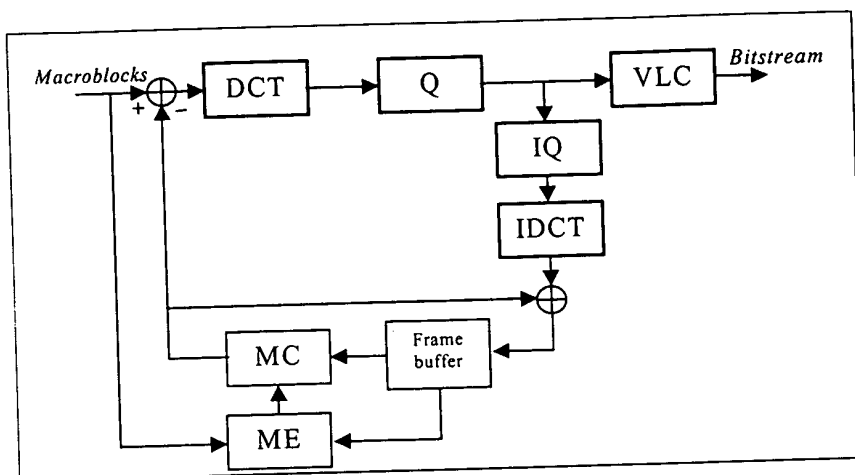 Macroblocks
+
−
DCT
Q
VLC
Bitstream
IQ
IDCT
MC
Frame
buffer
ME